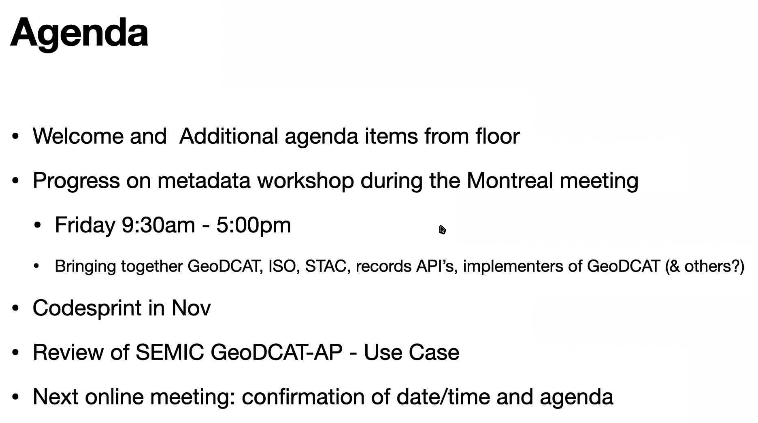 Agenda
• Welcome and  Additional agenda items from floor
• Progress on metadata workshop during the Montreal meeting
• Friday 9:30am - 5:00pm
• Bringing together GeoDCAT, ISO, STAC, records API's, implementers of GeoDCAT (& others?)
• Codesprint in Nov
• Review of SEMIC GeoDCAT-AP - Use Case
• Next online meeting: confirmation of date/time and agenda